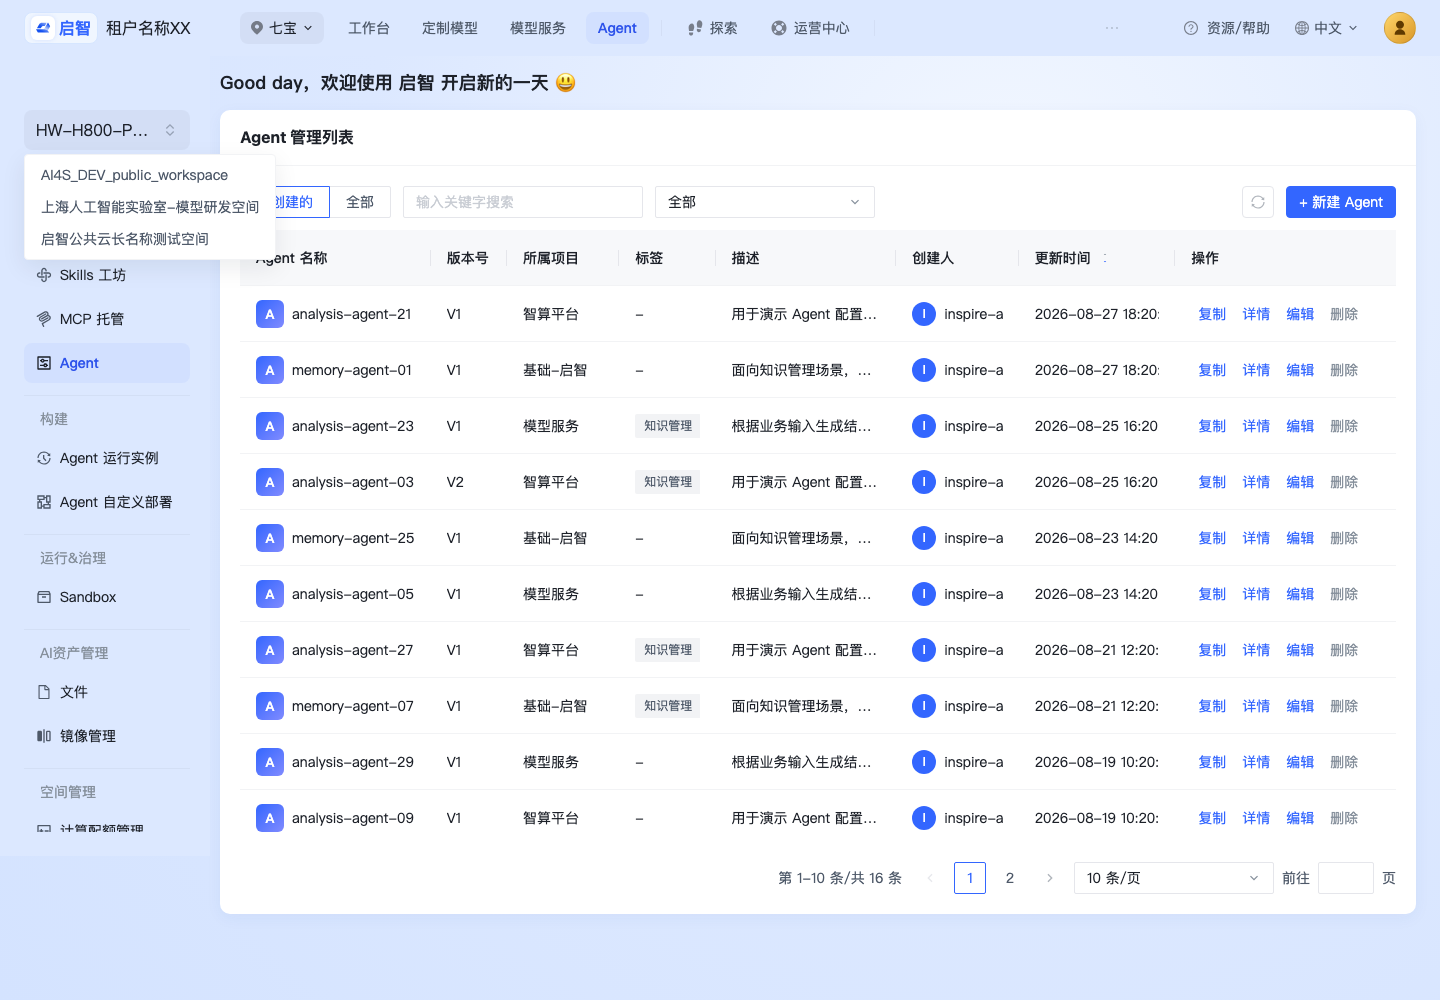 启智 租户名称XX 七宝 工作台 定制模型 模型服务 Agent 探索 运营中心 ··· 资源/帮助 中文
Good day，欢迎使用 启智 开启新的一天 😃
HW-H800-P...
AI4S_DEV_public_workspace
上海人工智能实验室-模型研发空间
启智公共云长名称测试空间
Skills 工坊
MCP 托管
Agent
构建
Agent 运行实例
Agent 自定义部署
运行&治理
Sandbox
AI资产管理
文件
镜像管理
空间管理
计算配额管理
Agent 管理列表
创建的 全部 输入关键字搜索 全部 + 新建 Agent
Agent 名称 版本号 所属项目 标签 描述 创建人 更新时间 操作
A analysis-agent-21 V1 智算平台 - 用于演示 Agent 配置... I inspire-a 2026-08-27 18:20: 复制 详情 编辑 删除
A memory-agent-01 V1 基础-启智 - 面向知识管理场景，... I inspire-a 2026-08-27 18:20: 复制 详情 编辑 删除
A analysis-agent-23 V1 模型服务 知识管理 根据业务输入生成结... I inspire-a 2026-08-25 16:20 复制 详情 编辑 删除
A analysis-agent-03 V2 智算平台 知识管理 用于演示 Agent 配置... I inspire-a 2026-08-25 16:20 复制 详情 编辑 删除
A memory-agent-25 V1 基础-启智 - 面向知识管理场景，... I inspire-a 2026-08-23 14:20 复制 详情 编辑 删除
A analysis-agent-05 V1 模型服务 - 根据业务输入生成结... I inspire-a 2026-08-23 14:20 复制 详情 编辑 删除
A analysis-agent-27 V1 智算平台 知识管理 用于演示 Agent 配置... I inspire-a 2026-08-21 12:20: 复制 详情 编辑 删除
A memory-agent-07 V1 基础-启智 知识管理 面向知识管理场景，... I inspire-a 2026-08-21 12:20: 复制 详情 编辑 删除
A analysis-agent-29 V1 模型服务 - 根据业务输入生成结... I inspire-a 2026-08-19 10:20: 复制 详情 编辑 删除
A analysis-agent-09 V1 智算平台 - 用于演示 Agent 配置... I inspire-a 2026-08-19 10:20: 复制 详情 编辑 删除
第 1-10 条/共 16 条 1 2 10 条/页 前往 页